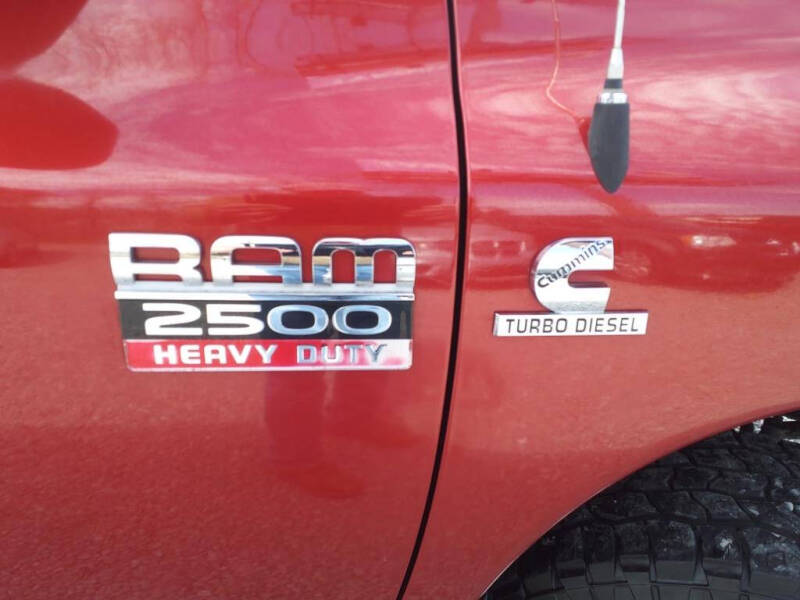 RAM
2500
HEAVY DUTY
Cummins
TURBO DIESEL